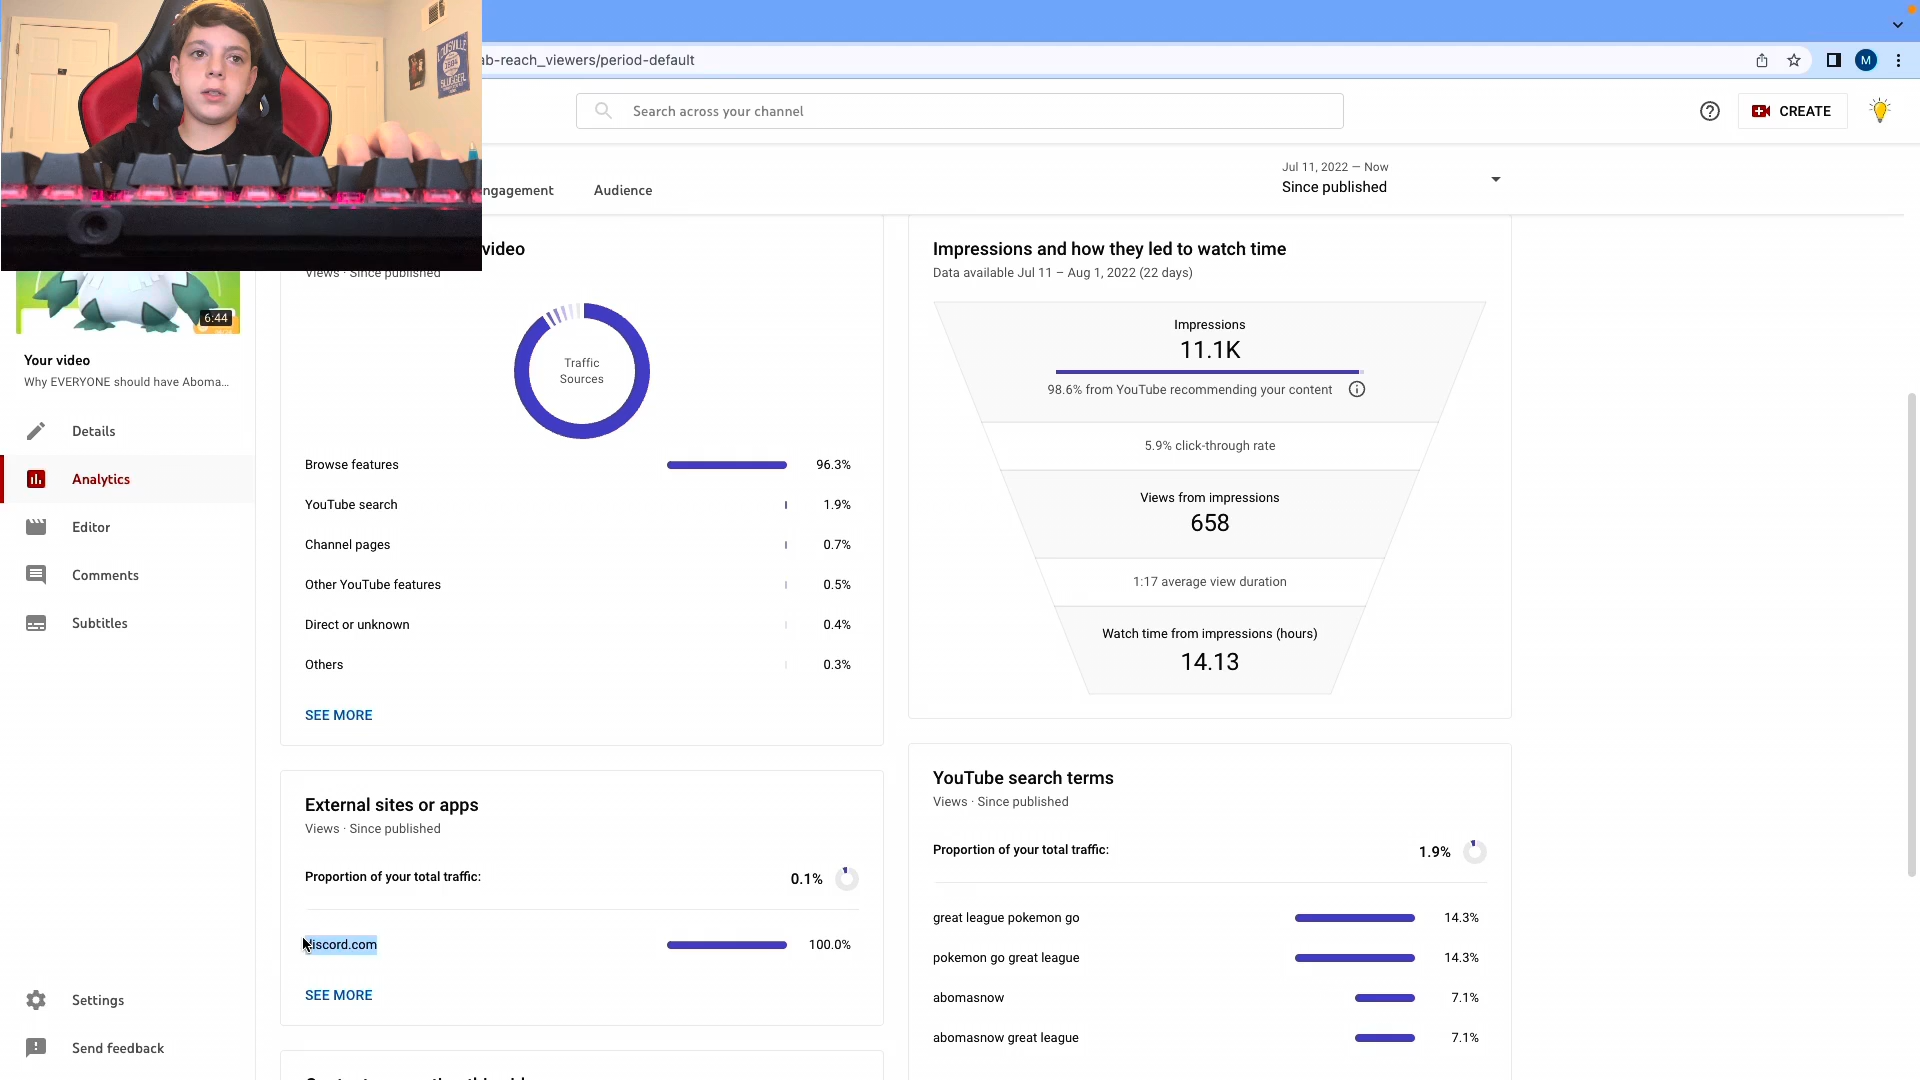 LOUISVILLE
1884
SLUGGER
ab-reach_viewers/period-default
M
Search across your channel
CREATE
ngagement
Audience
Jul 11, 2022 – Now
Since published
6:44
Your video
Why EVERYONE should have Aboma...
Details
Analytics
Editor
Comments
Subtitles
Settings
Send feedback
video
Views · Since published
Traffic
Sources
Browse features 96.3%
YouTube search 1.9%
Channel pages 0.7%
Other YouTube features 0.5%
Direct or unknown 0.4%
Others 0.3%
SEE MORE
External sites or apps
Views · Since published
Proportion of your total traffic: 0.1%
discord.com 100.0%
SEE MORE
Impressions and how they led to watch time
Data available Jul 11 – Aug 1, 2022 (22 days)
Impressions
11.1K
98.6% from YouTube recommending your content
5.9% click-through rate
Views from impressions
658
1:17 average view duration
Watch time from impressions (hours)
14.13
YouTube search terms
Views · Since published
Proportion of your total traffic: 1.9%
great league pokemon go 14.3%
pokemon go great league 14.3%
abomasnow 7.1%
abomasnow great league 7.1%